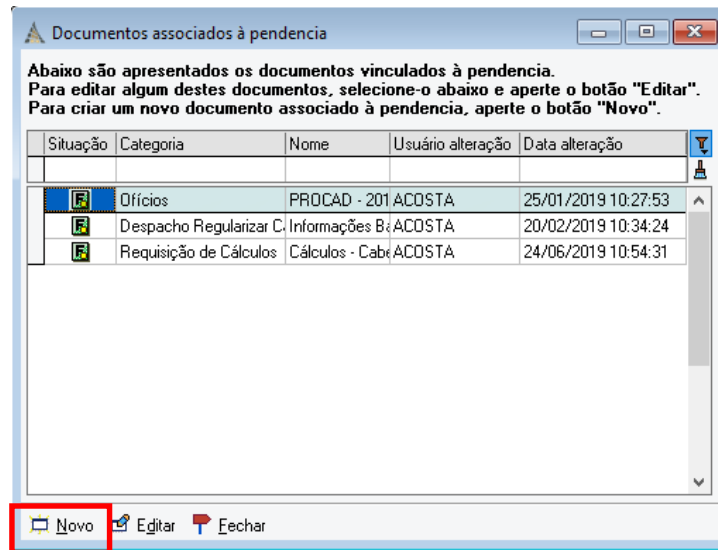 Documentos associados à pendencia
Abaixo são apresentados os documentos vinculados à pendencia.
Para editar algum destes documentos, selecione-o abaixo e aperte o botão "Editar".
Para criar um novo documento associado à pendencia, aperte o botão "Novo".
Situação Categoria Nome Usuário alteração Data alteração
F Ofícios PROCAD - 201 ACOSTA 25/01/2019 10:27:53
F Despacho Regularizar C Informações Ba ACOSTA 20/02/2019 10:34:24
F Requisição de Cálculos Cálculos - Cabe ACOSTA 24/06/2019 10:54:31
Novo Editar Fechar